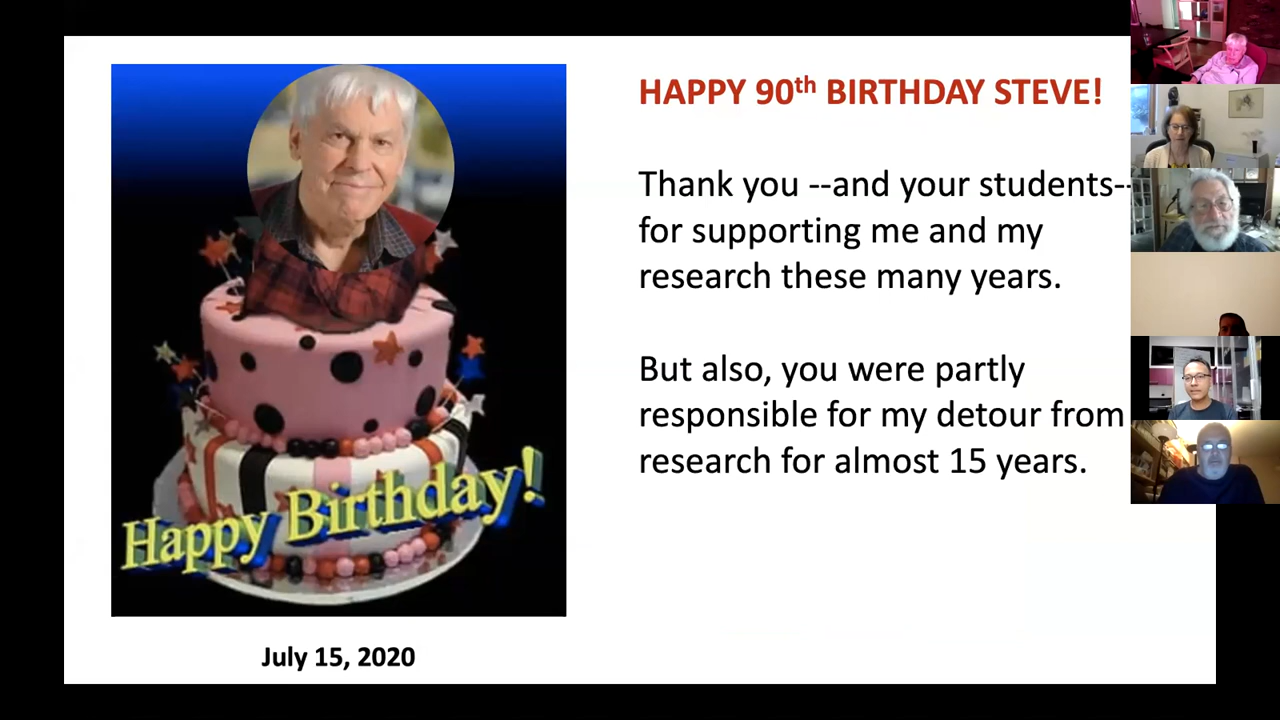 HAPPY 90th BIRTHDAY STEVE!
Thank you --and your students--
for supporting me and my
research these many years.
But also, you were partly
responsible for my detour from
research for almost 15 years.
Happy Birthday!
July 15, 2020